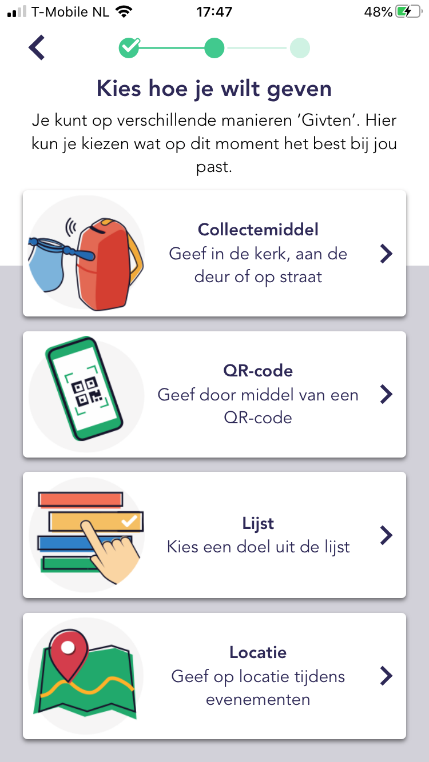 T-Mobile NL 17:47 48%
Kies hoe je wilt geven
Je kunt op verschillende manieren ‘Givten’. Hier
kun je kiezen wat op dit moment het best bij jou
past.
Collectemiddel
Geef in de kerk, aan de
deur of op straat
QR-code
Geef door middel van een
QR-code
Lijst
Kies een doel uit de lijst
Locatie
Geef op locatie tijdens
evenementen